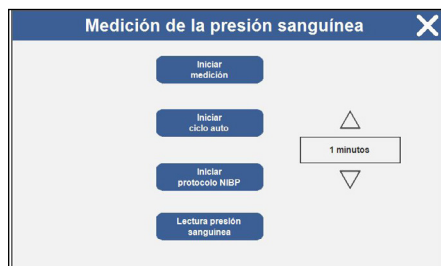 Medición de la presión sanguínea
Iniciar
medición
Iniciar
ciclo auto
1 minutos
Iniciar
protocolo NIBP
Lectura presión
sanguínea